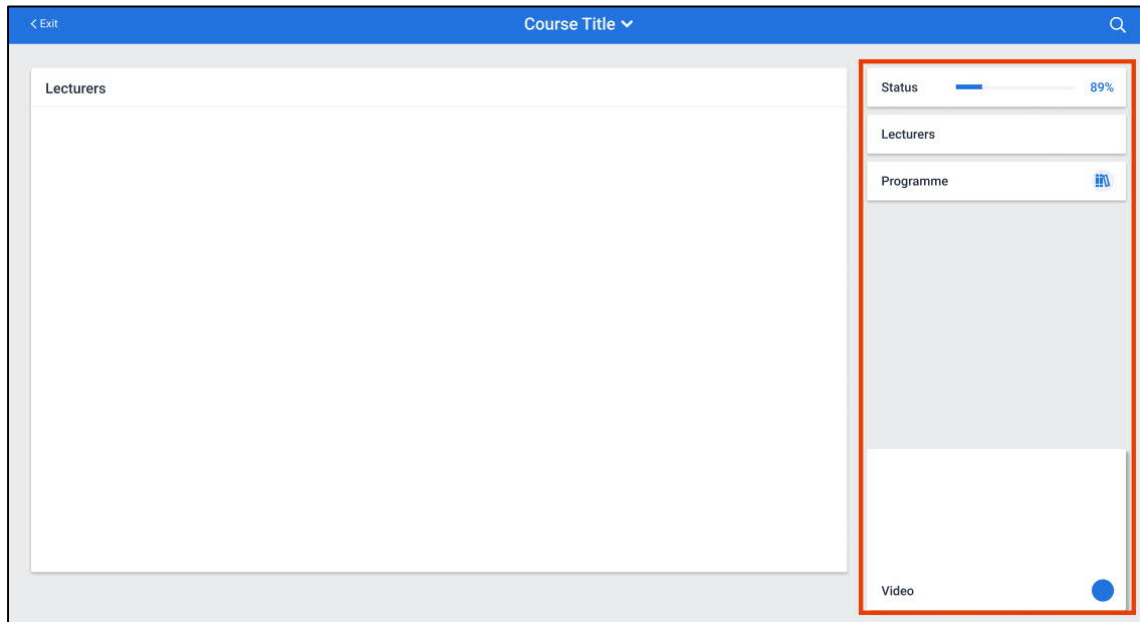 Exit
Course Title
Lecturers
Status 89%
Lecturers
Programme
Video